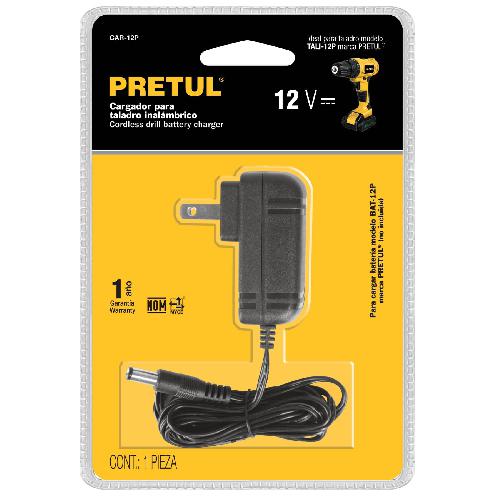 CAR-12P
Ideal para taladro modelo
TALI-12P marca PRETUL®
PRETUL®
Cargador para
taladro inalámbrico
Cordless drill battery charger
12 V
Para cargar batería modelo BAT-12P
marca PRETUL® (no incluida)
1 año
Garantía
Warranty
NOM
NYCE
CONT.: 1 PIEZA